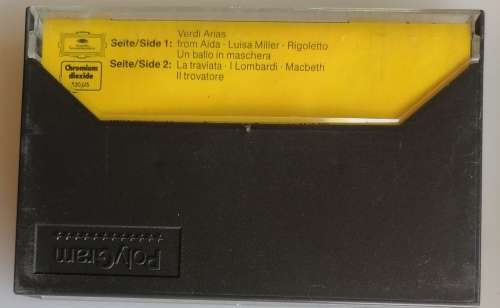 Verdi Arias
Seite/Side 1: from Aida · Luisa Miller · Rigoletto
Un ballo in maschera
Seite/Side 2: La traviata · I Lombardi · Macbeth
Il trovatore
Chromium
dioxide
PolyGram